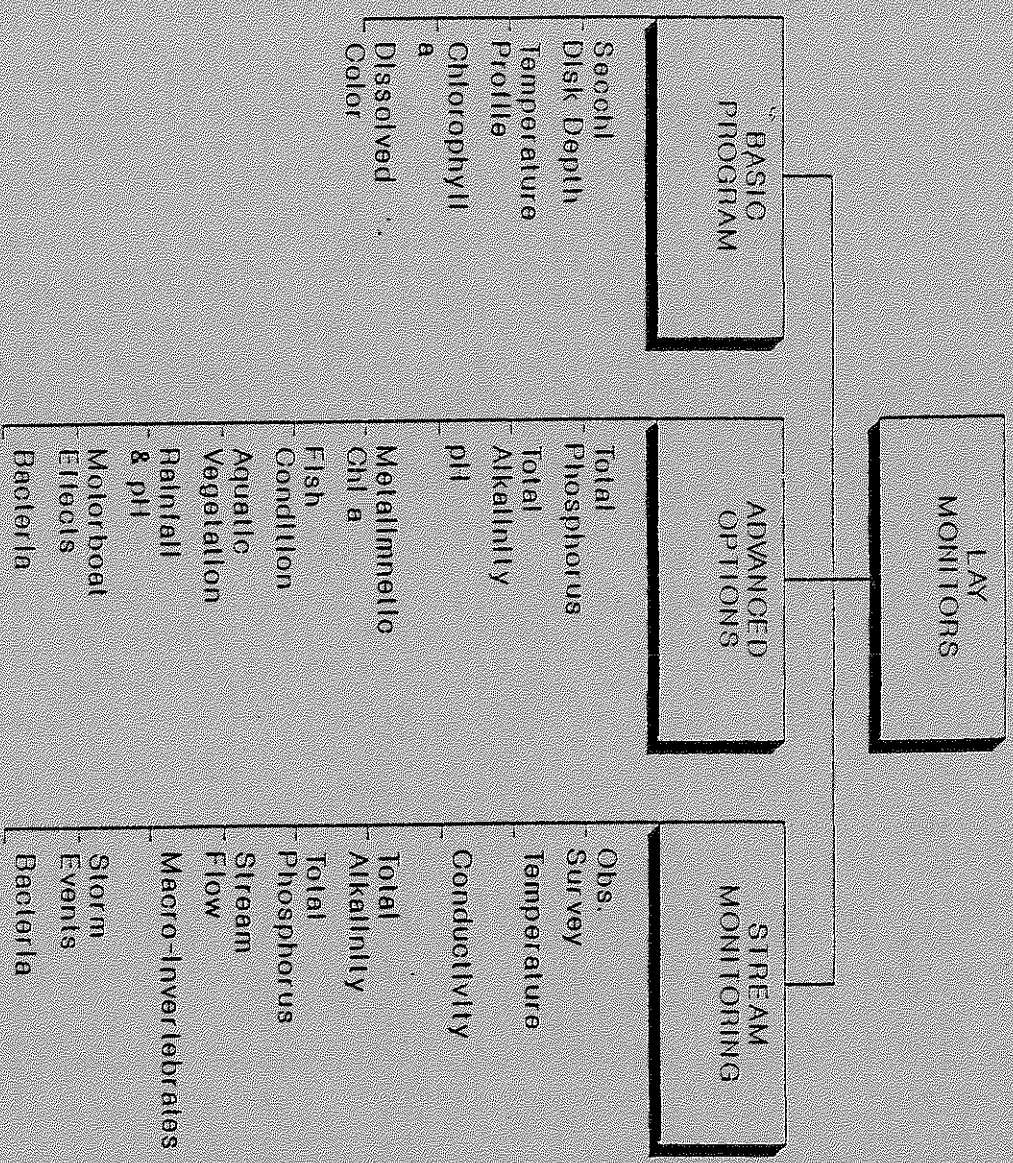 LAY
MONITORS
BASIC
PROGRAM
Secchi
Disk Depth
Temperature
Profile
Chlorophyll
a
Dissolved
Color
ADVANCED
OPTIONS
Total
Phosphorus
Total
Alkalinity
pH
Metalimnetic
Chl a
Fish
Condition
Aquatic
Vegetation
Rainfall
& pH
Motorboat
Effects
Bacteria
STREAM
MONITORING
Obs.
Survey
Temperature
Conductivity
Total
Alkalinity
Total
Phosphorus
Stream
Flow
Macro-Invertebrates
Storm
Events
Bacteria